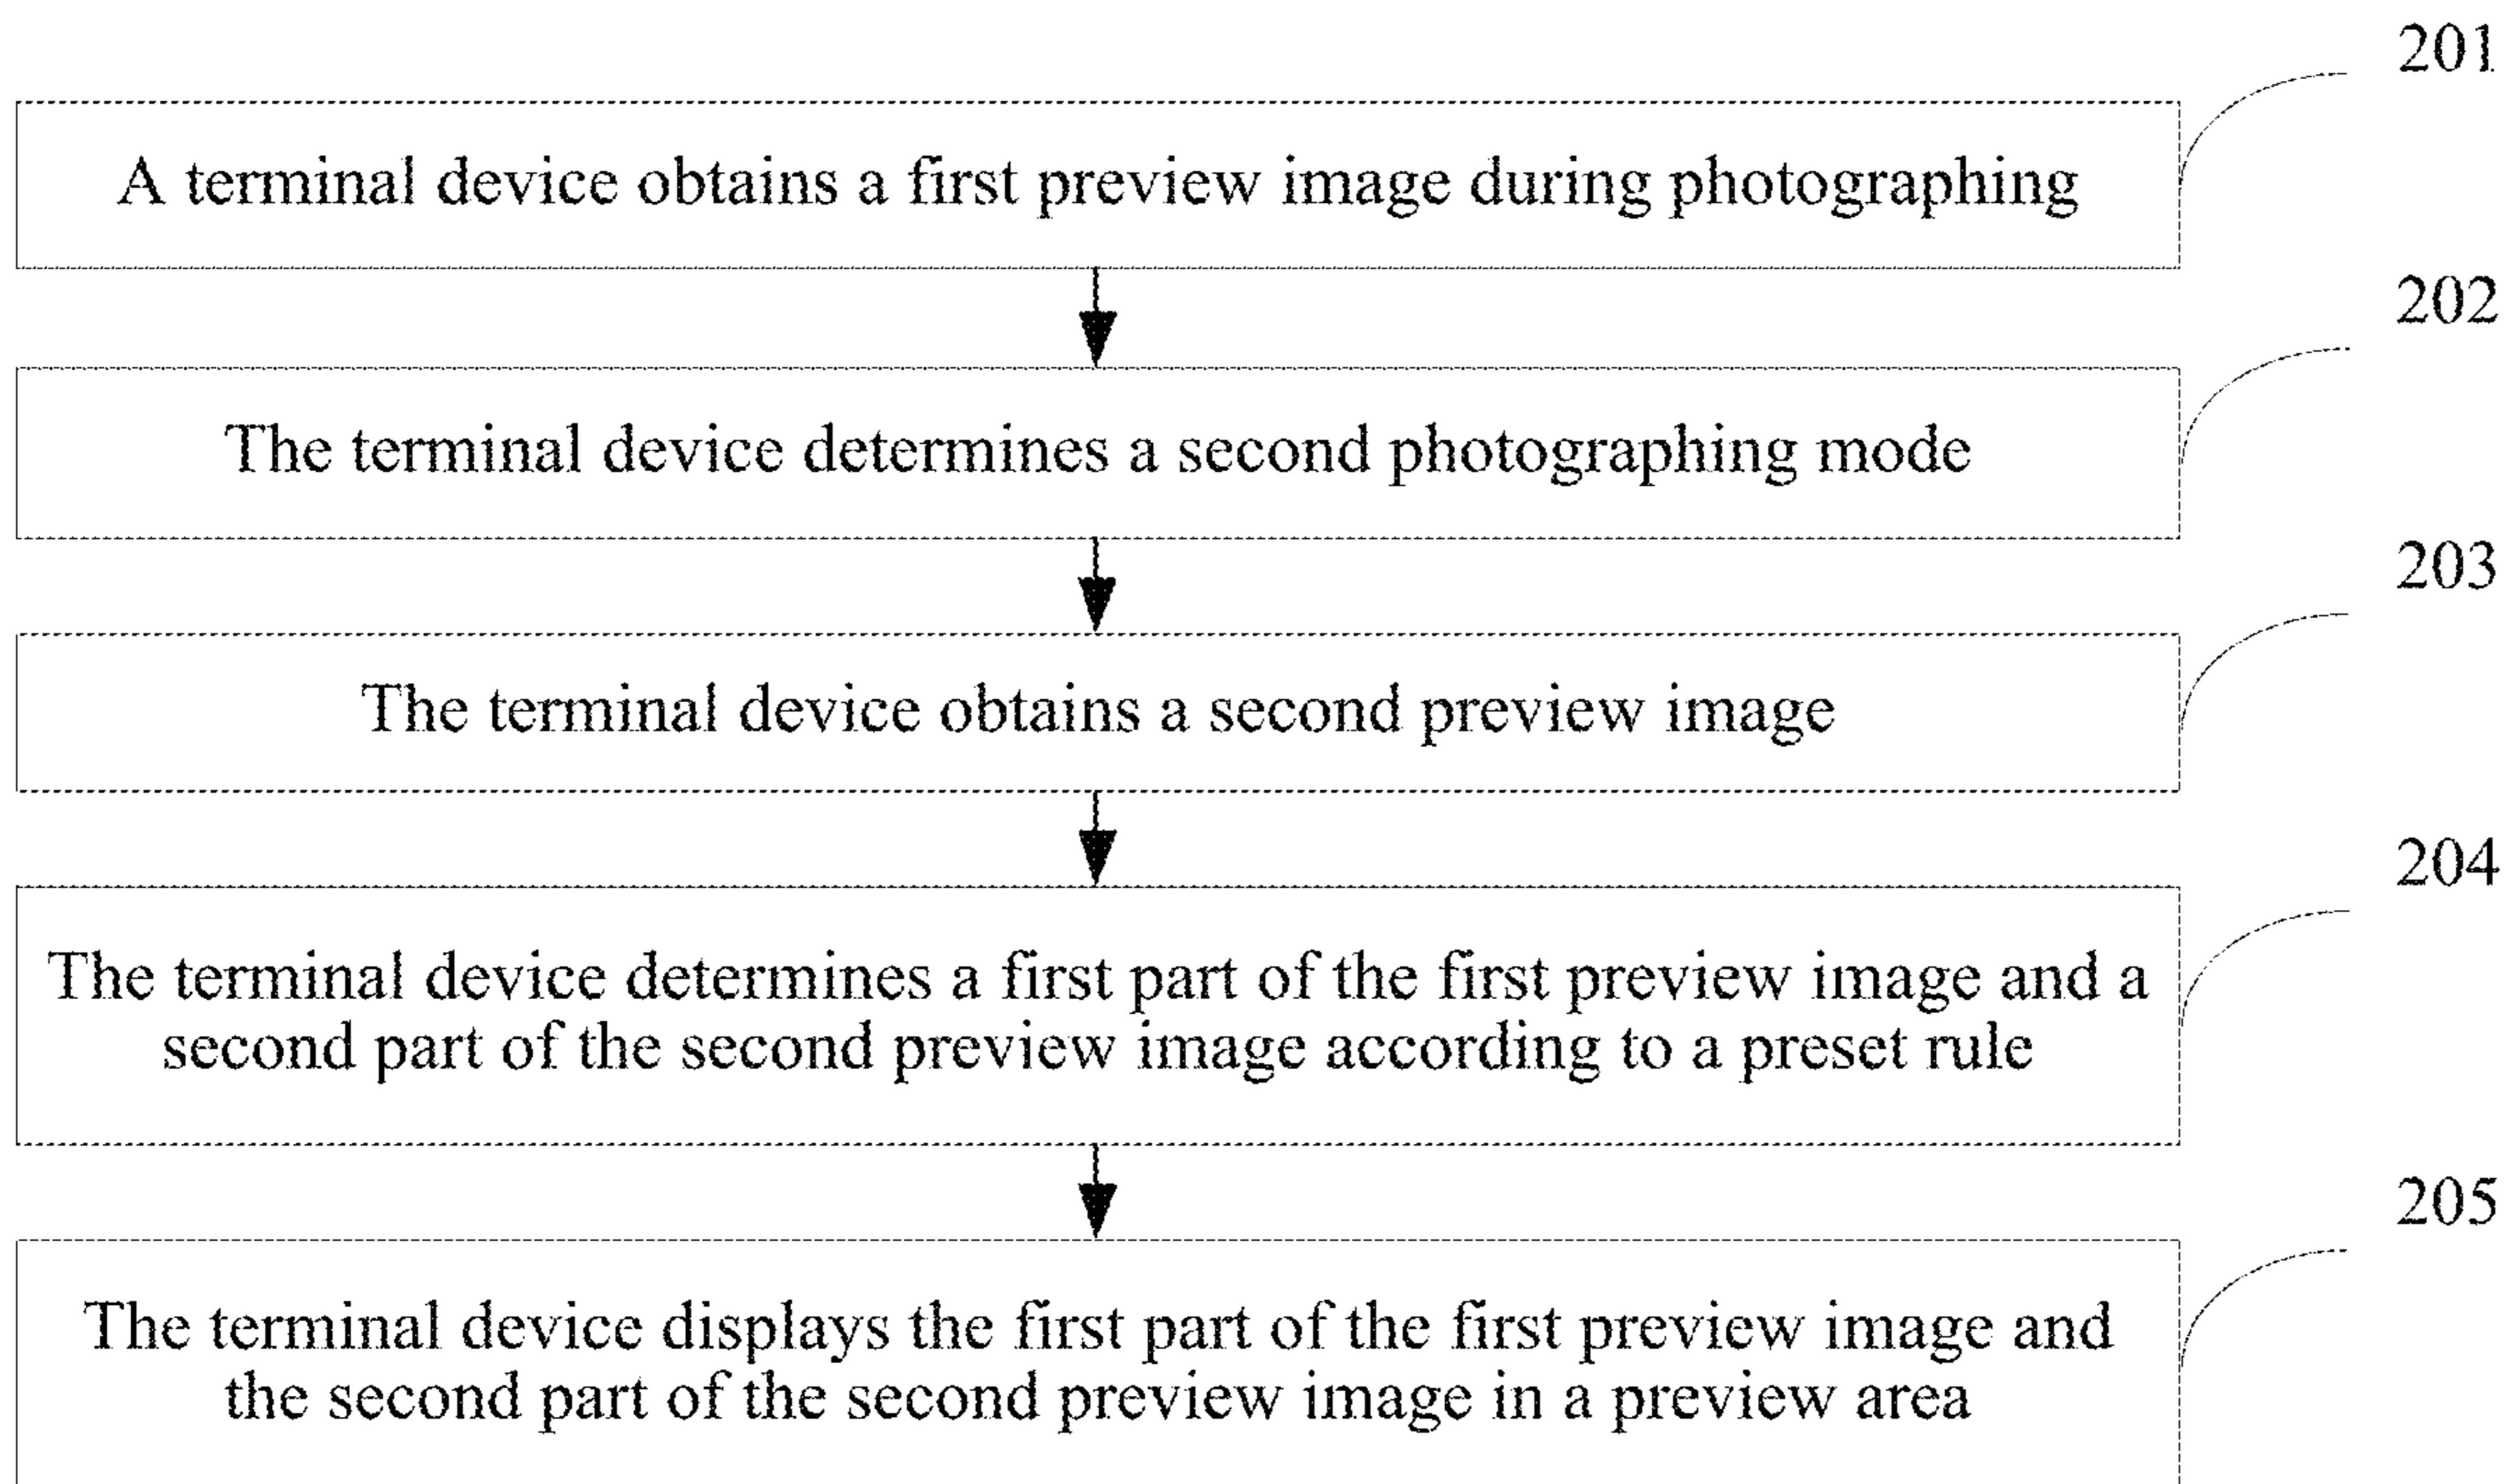 201
A terminal device obtains a first preview image during photographing
202
The terminal device determines a second photographing mode
203
The terminal device obtains a second preview image
204
The terminal device determines a first part of the first preview image and a
second part of the second preview image according to a preset rule
205
The terminal device displays the first part of the first preview image and
the second part of the second preview image in a preview area